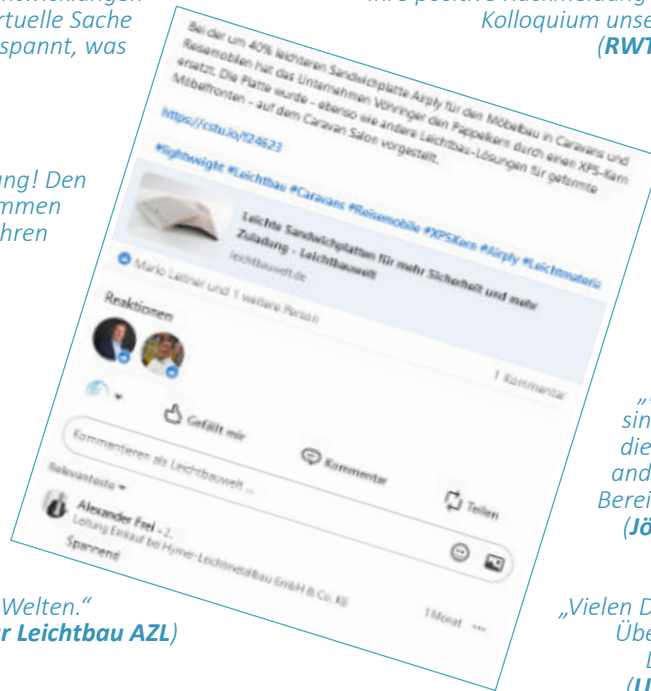 ntwicklungen
rtuelle Sache
spannt, was
Kolloquium unse
(RWT
ung! Den
mmen
hren
Bei der um 40% leichteren Sandwichplatte Airply für den Möbelbau in Caravans und
Reisemobilen hat das Unternehmen Vöhringer den Pappelkern durch einen XPS-Kern
ersetzt. Die Platte wurde – ebenso wie andere Leichtbau-Lösungen für geformte
Möbelfronten – auf dem Caravan Salon vorgestellt.
https://cstu.io/f24623
#lightweight #Leichtbau #Caravans #Reisemobile #XPSKern #Airply #Leichtmateria
Leichte Sandwichplatten für mehr Sicherheit und mehr
Zuladung - Leichtbauwelt
leichtbauwelt.de
Mario Leitner und 1 weitere Person
1 Kommentar
Reaktionen
Gefällt mir
Kommentar
Teilen
Kommentieren als Leichtbauwelt ...
Relevanteste
Alexander Frei • 2.
Leitung Einkauf bei Hymer-Leichtmetallbau GmbH & Co. KG
1 Monat ...
Spannend
sin
die
and
Berei
(Jö
Welten.“
ür Leichtbau AZL)
„Vielen D
Übe
(U